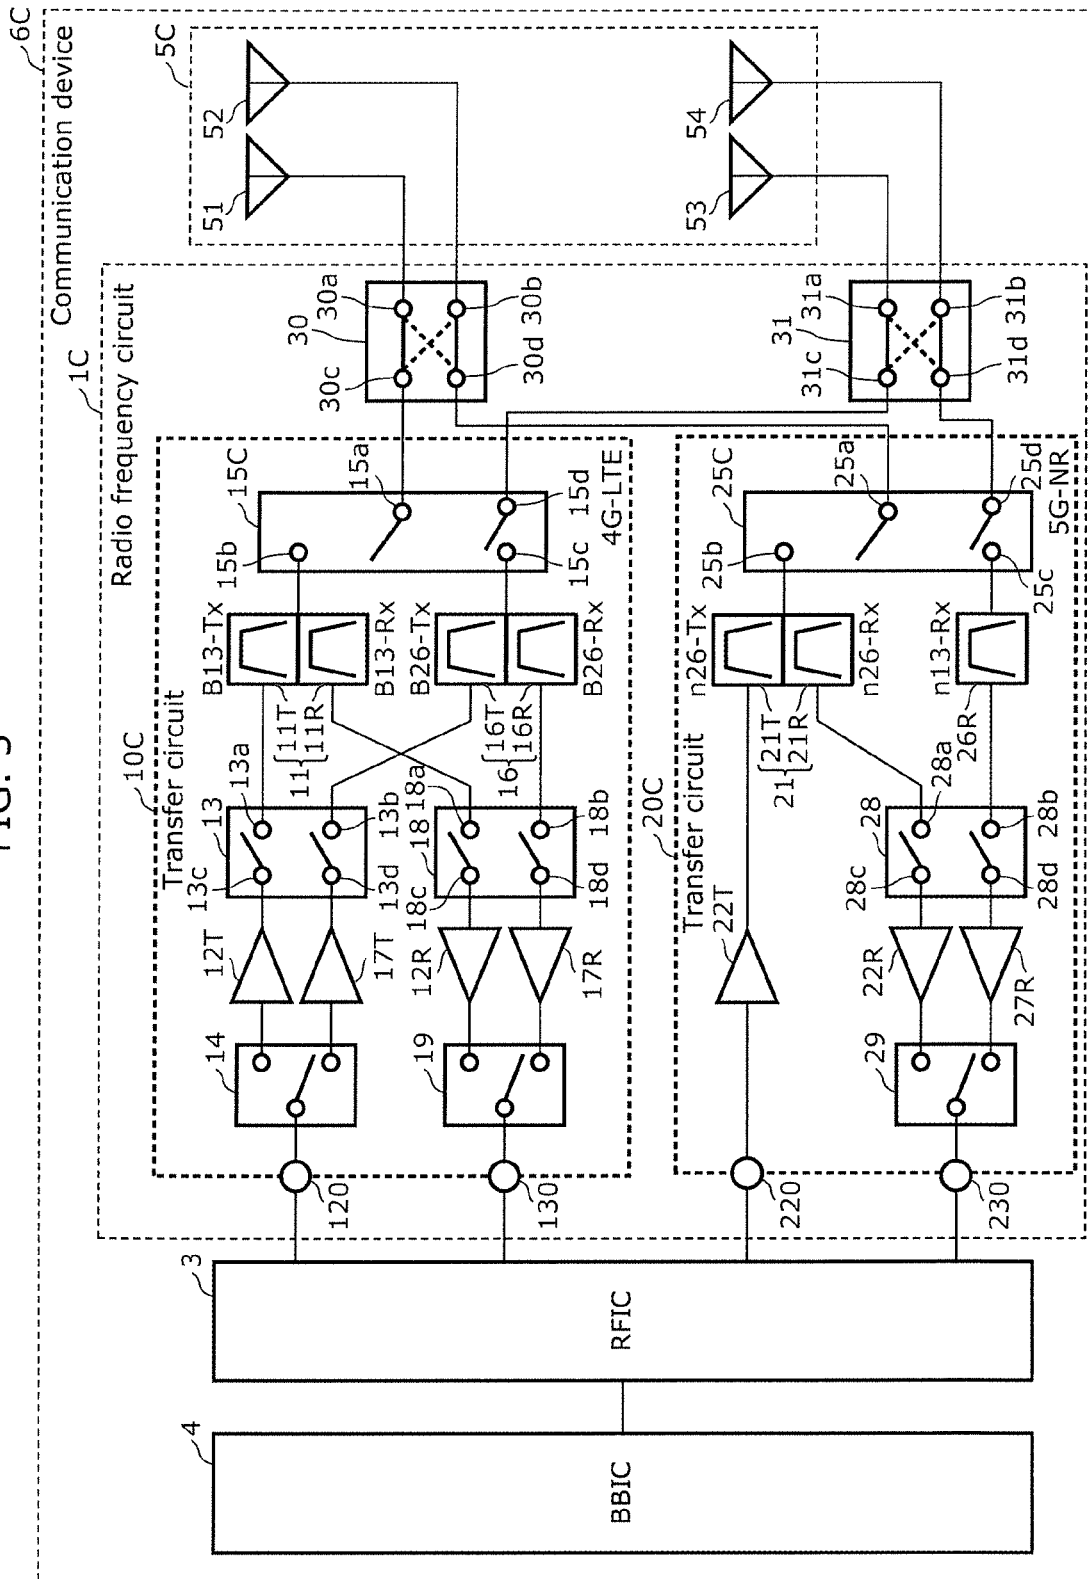 FIG. 5
6C
Communication device
1C
Radio frequency circuit
5C
52
51
54
53
30
30a
30b
30c
30d
31
31a
31b
31c
31d
10C
Transfer circuit
4G-LTE
15C
15a
15b
15c
15d
B13-Tx
B13-Rx
B26-Tx
B26-Rx
11
11T
11R
16
16T
16R
13
13a
13b
13c
13d
18
18a
18b
18c
18d
12T
17T
12R
17R
14
19
120
130
20C
Transfer circuit
5G-NR
25C
25a
25b
25c
25d
n26-Tx
n26-Rx
n13-Rx
21
21T
21R
26R
28
28a
28b
28c
28d
22T
22R
27R
29
220
230
3
RFIC
4
BBIC